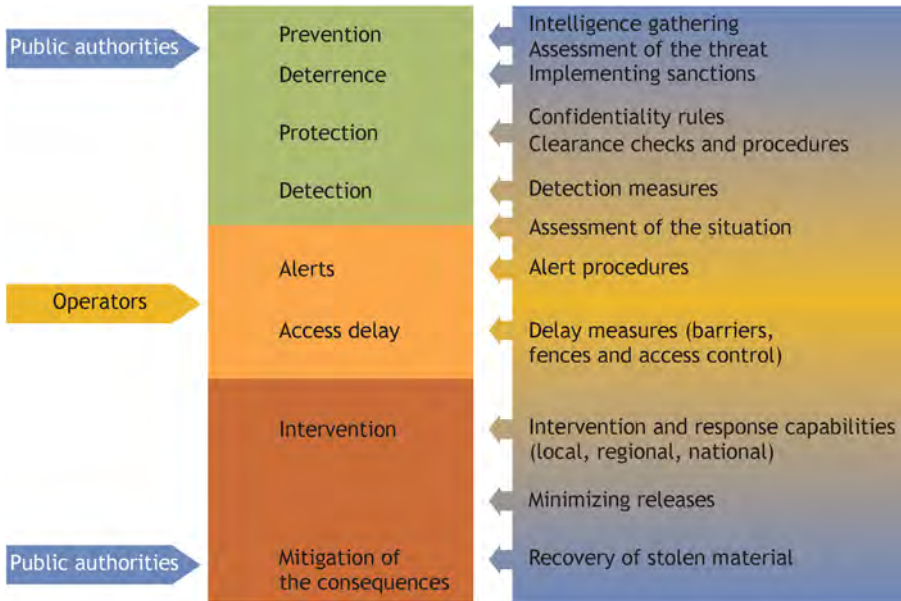 Public authorities
Operators
Public authorities
Prevention
Deterrence
Protection
Detection
Alerts
Access delay
Intervention
Mitigation of
the consequences
Intelligence gathering
Assessment of the threat
Implementing sanctions
Confidentiality rules
Clearance checks and procedures
Detection measures
Assessment of the situation
Alert procedures
Delay measures (barriers,
fences and access control)
Intervention and response capabilities
(local, regional, national)
Minimizing releases
Recovery of stolen material